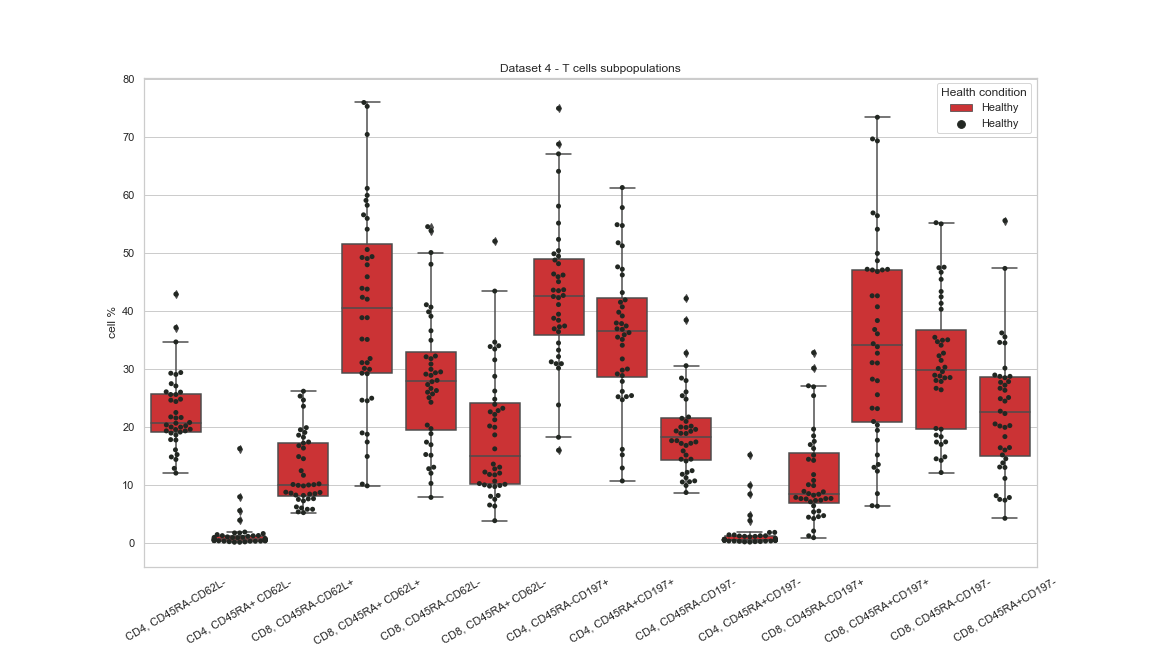 Dataset 4 - T cells subpopulations
Health condition
Healthy
Healthy
cell %
80
70
60
50
40
30
20
10
0
CD4, CD45RA-CD62L-
CD4, CD45RA+ CD62L-
CD8, CD45RA-CD62L+
CD8, CD45RA+ CD62L+
CD8, CD45RA-CD62L-
CD8, CD45RA+ CD62L-
CD4, CD45RA-CD197+
CD4, CD45RA+CD197+
CD4, CD45RA-CD197-
CD4, CD45RA+CD197-
CD8, CD45RA-CD197+
CD8, CD45RA+CD197+
CD8, CD45RA-CD197-
CD8, CD45RA+CD197-